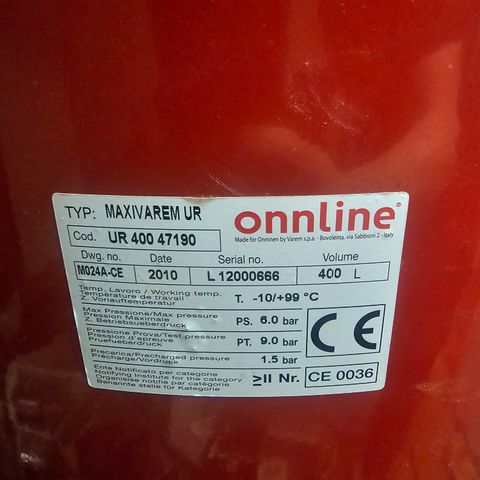 TYP: MAXIVAREM UR
onnline
Made for Onninen by Varem s.p.a. - Bovolenta, via Sabbioni 2 - Italy
Cod. UR 400 47190
Dwg. no. Date Serial no. Volume
M024A-CE 2010 L 12000666 400 L
Temp. Lavoro / Working temp.
Température de travail
Z. Vorlauftemperatur
T. -10/+99 °C
Max Pressione/Max pressure
Pression Maximale
Z. Betriebsueberdruck
PS. 6.0 bar
Pressione Prova/Test pressure
Pression d'épreuve
Pruefueberdruck
PT. 9.0 bar
Precarica/Precharged pressure
Precharge/Vordruck
1.5 bar
CE
Ente Notificato per categorie
Notifying Institute for the category
Organisme notifié par catégorie
Benannte stelle für Kategorie
≥II Nr. CE 0036